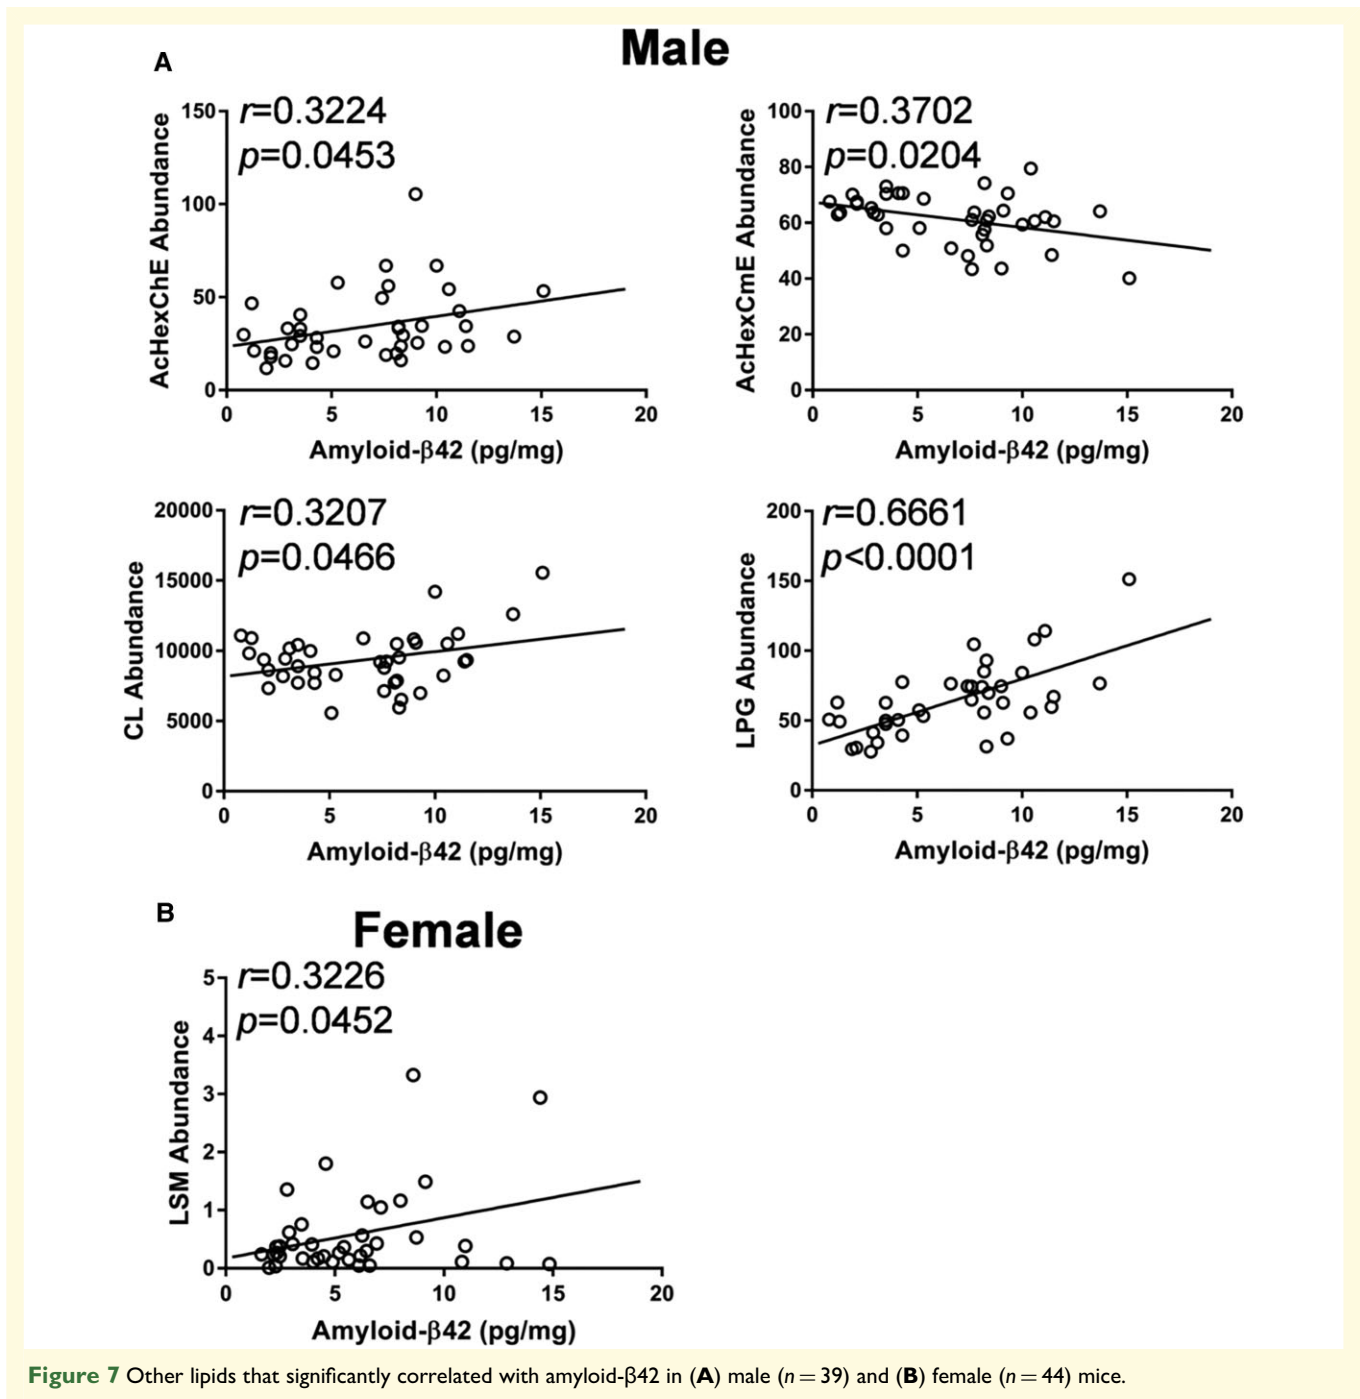 A
Male
r=0.3224
p=0.0453
AcHexChE Abundance
150
100
50
0
0 5 10 15 20
Amyloid-β42 (pg/mg)
r=0.3702
p=0.0204
AcHexCmE Abundance
100
80
60
40
20
0
0 5 10 15 20
Amyloid-β42 (pg/mg)
r=0.3207
p=0.0466
CL Abundance
20000
15000
10000
5000
0
0 5 10 15 20
Amyloid-β42 (pg/mg)
r=0.6661
p<0.0001
LPG Abundance
200
150
100
50
0
0 5 10 15 20
Amyloid-β42 (pg/mg)
B
Female
r=0.3226
p=0.0452
LSM Abundance
5
4
3
2
1
0
0 5 10 15 20
Amyloid-β42 (pg/mg)
Figure 7 Other lipids that significantly correlated with amyloid-β42 in (A) male (n = 39) and (B) female (n = 44) mice.